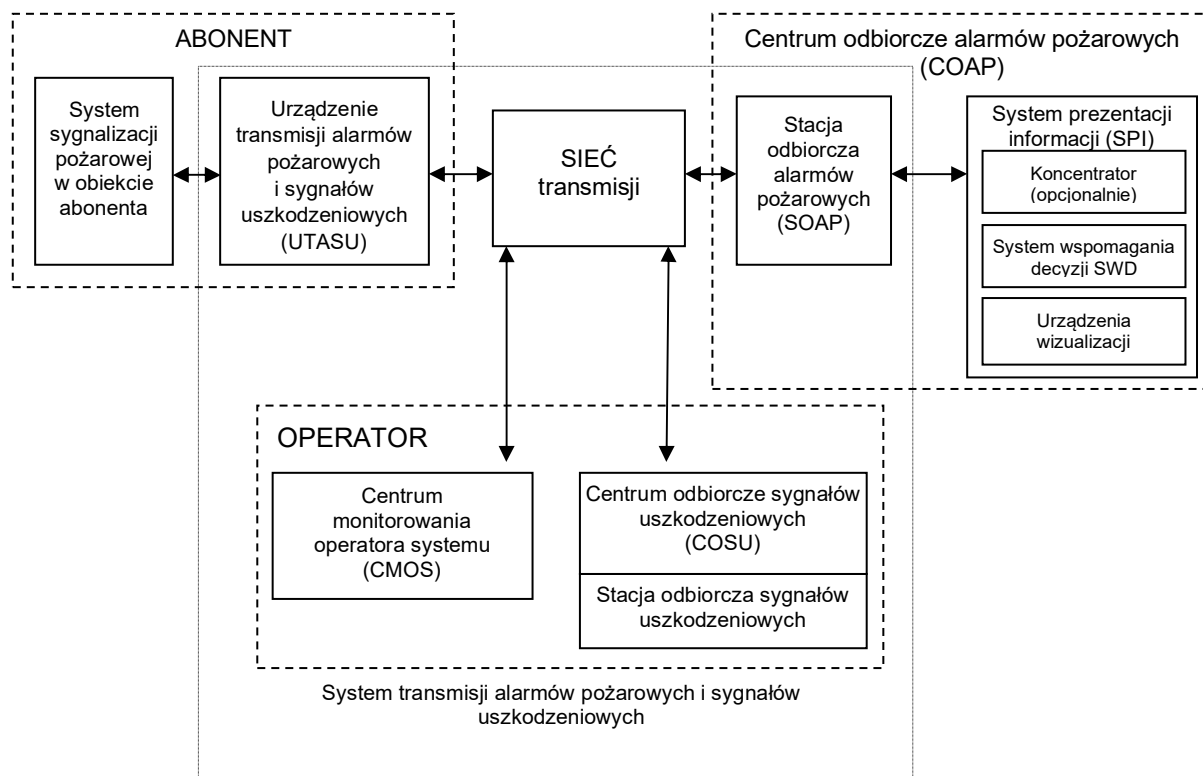 ABONENT
System
sygnalizacji
pożarowej
w obiekcie
abonenta
Urządzenie
transmisji alarmów
pożarowych
i sygnałów
uszkodzeniowych
(UTASU)
SIEĆ
transmisji
Centrum odbiorcze alarmów pożarowych
(COAP)
Stacja
odbiorcza
alarmów
pożarowych
(SOAP)
System prezentacji
informacji (SPI)
Koncentrator
(opcjonalnie)
System wspomagania
decyzji SWD
Urządzenia
wizualizacji
OPERATOR
Centrum
monitorowania
operatora systemu
(CMOS)
Centrum odbiorcze sygnałów
uszkodzeniowych
(COSU)
Stacja odbiorcza sygnałów
uszkodzeniowych
System transmisji alarmów pożarowych i sygnałów
uszkodzeniowych